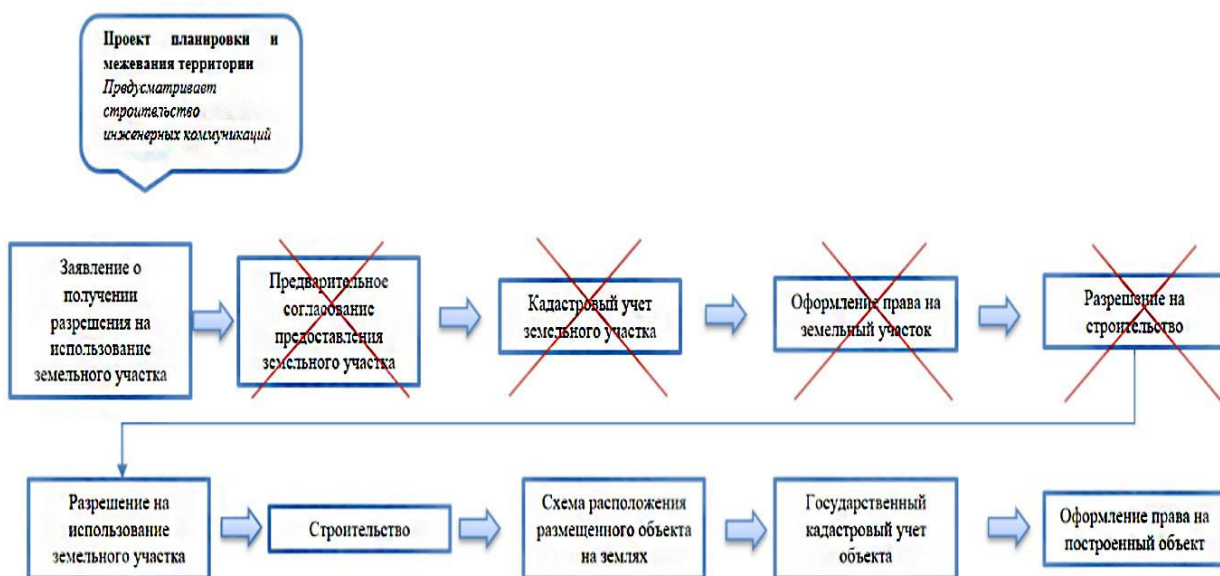 Проект планировки и
межевания территории
Предусматривает
строительство
инженерных коммуникаций
Заявление о
получении
разрешения на
использование
земельного участка
Предварительное
согласование
предоставления
земельного участка
Кадастровый учет
земельного участка
Оформление права на
земельный участок
Разрешение на
строительство
Разрешение на
использование
земельного участка
Строительство
Схема расположения
размещенного объекта
на землях
Государственный
кадастровый учет
объекта
Оформление права на
построенный объект